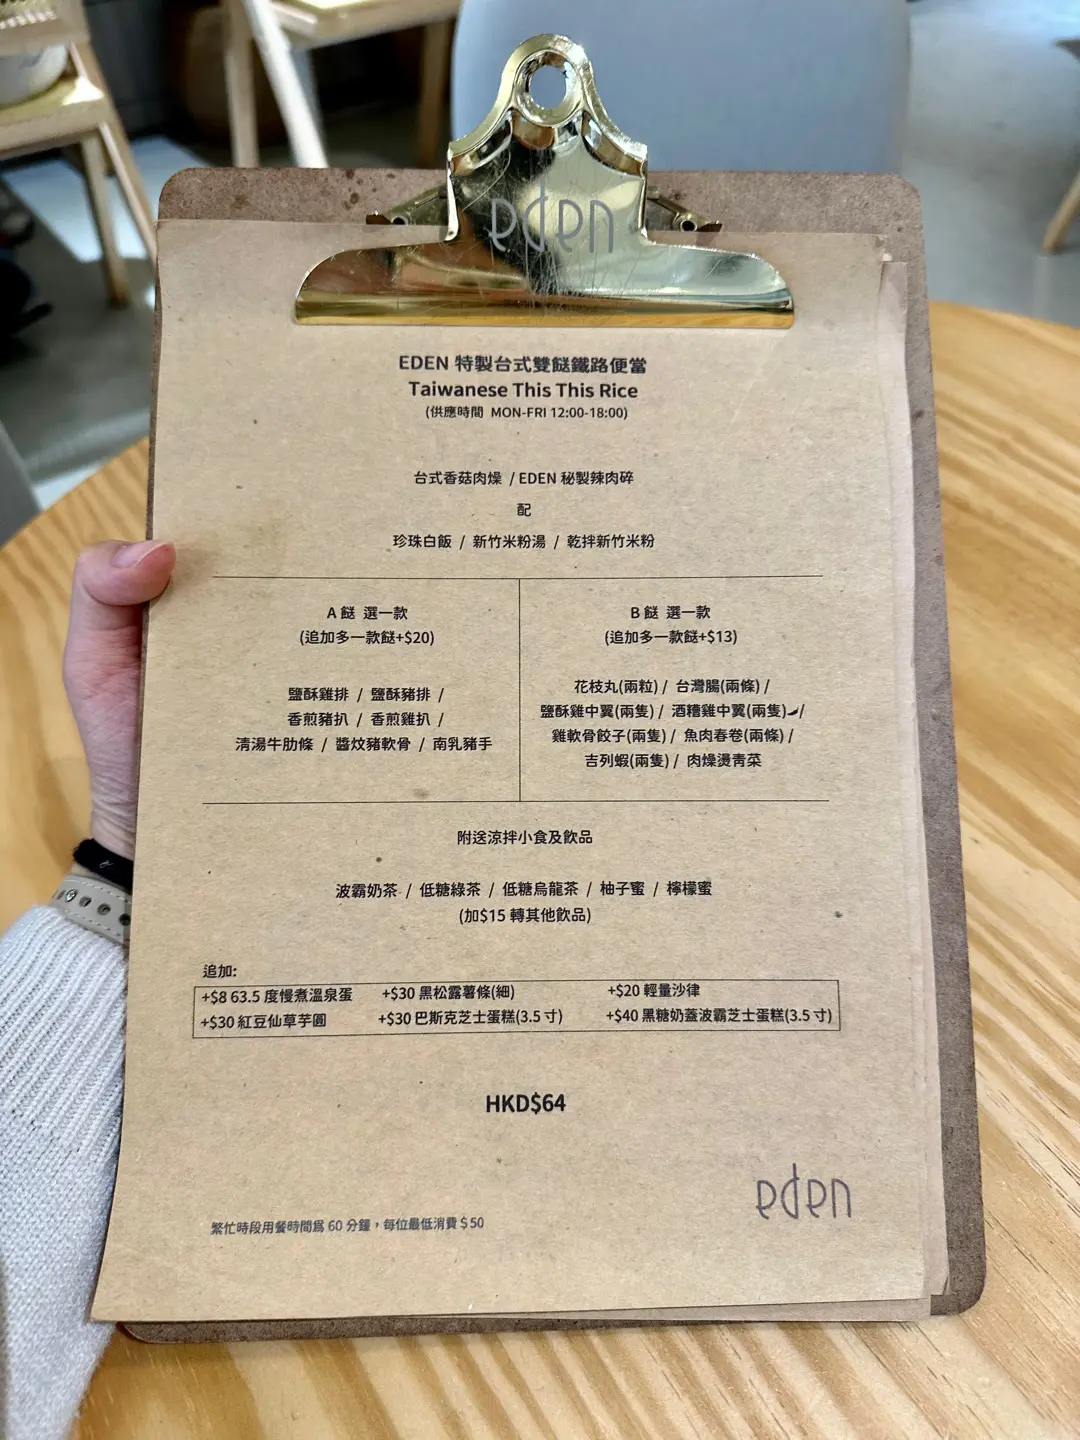 eden
EDEN 特製台式雙餸鐵路便當
Taiwanese This This Rice
(供應時間 MON-FRI 12:00-18:00)
台式香菇肉燥 / EDEN 秘製辣肉碎
配
珍珠白飯 / 新竹米粉湯 / 乾拌新竹米粉
A 餸 選一款
(追加多一款餸+$20)
鹽酥雞排 / 鹽酥豬排 /
香煎豬扒 / 香煎雞扒 /
清湯牛肋條 / 醬炆豬軟骨 / 南乳豬手
B 餸 選一款
(追加多一款餸+$13)
花枝丸(兩粒) / 台灣腸(兩條) /
鹽酥雞中翼(兩隻) / 酒糟雞中翼(兩隻) /
雞軟骨餃子(兩隻) / 魚肉春卷(兩條) /
吉列蝦(兩隻) / 肉燥燙青菜
附送涼拌小食及飲品
波霸奶茶 / 低糖綠茶 / 低糖烏龍茶 / 柚子蜜 / 檸檬蜜
(加$15 轉其他飲品)
追加:
+$8 63.5 度慢煮溫泉蛋 +$30 黑松露薯條(細) +$20 輕量沙律
+$30 紅豆仙草芋圓 +$30 巴斯克芝士蛋糕(3.5 寸) +$40 黑糖奶蓋波霸芝士蛋糕(3.5 寸)
HKD$64
eden
繁忙時段用餐時間為 60 分鐘，每位最低消費 $50